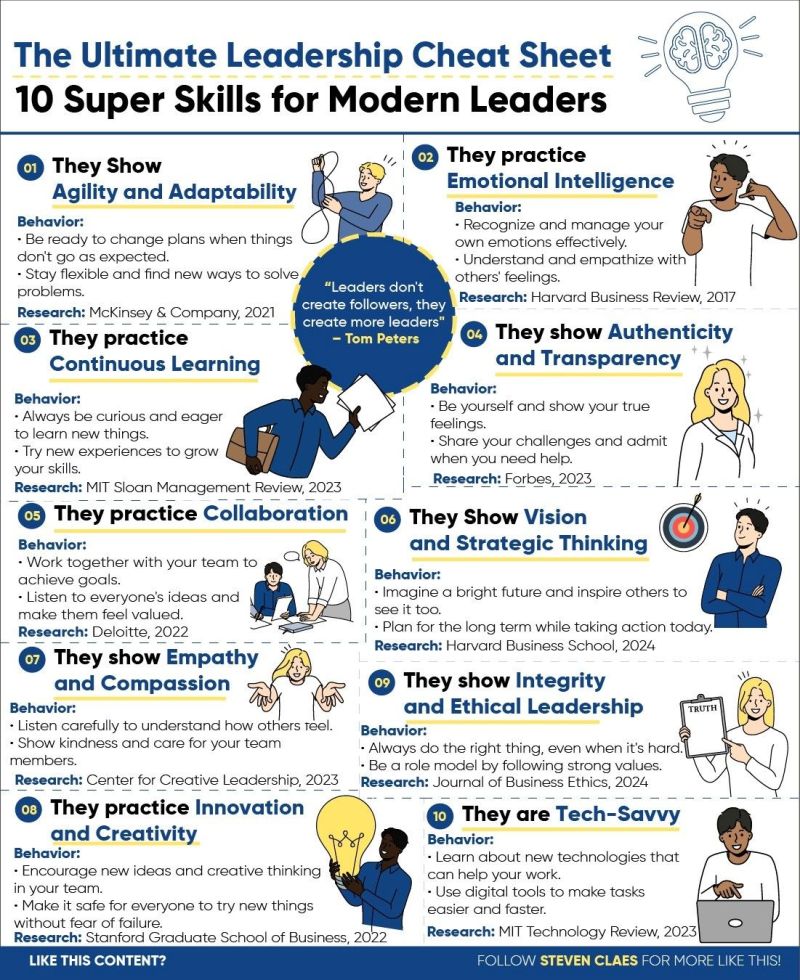 The Ultimate Leadership Cheat Sheet
10 Super Skills for Modern Leaders
01 They Show
Agility and Adaptability
Behavior:
• Be ready to change plans when things
don't go as expected.
• Stay flexible and find new ways to solve
problems.
Research: McKinsey & Company, 2021
02 They practice
Emotional Intelligence
Behavior:
• Recognize and manage your
own emotions effectively.
• Understand and empathize with
others' feelings.
Research: Harvard Business Review, 2017
"Leaders don't
create followers, they
create more leaders"
– Tom Peters
03 They practice
Continuous Learning
Behavior:
• Always be curious and eager
to learn new things.
• Try new experiences to grow
your skills.
Research: MIT Sloan Management Review, 2023
04 They show Authenticity
and Transparency
Behavior:
• Be yourself and show your true
feelings.
• Share your challenges and admit
when you need help.
Research: Forbes, 2023
05 They practice Collaboration
Behavior:
• Work together with your team to
achieve goals.
• Listen to everyone's ideas and
make them feel valued.
Research: Deloitte, 2022
06 They Show Vision
and Strategic Thinking
Behavior:
• Imagine a bright future and inspire others to
see it too.
• Plan for the long term while taking action today.
Research: Harvard Business School, 2024
07 They show Empathy
and Compassion
Behavior:
• Listen carefully to understand how others feel.
• Show kindness and care for your team
members.
Research: Center for Creative Leadership, 2023
09 They show Integrity
and Ethical Leadership
Behavior:
• Always do the right thing, even when it's hard.
• Be a role model by following strong values.
Research: Journal of Business Ethics, 2024
TRUTH
08 They practice Innovation
and Creativity
Behavior:
• Encourage new ideas and creative thinking
in your team.
• Make it safe for everyone to try new things
without fear of failure.
Research: Stanford Graduate School of Business, 2022
10 They are Tech-Savvy
Behavior:
• Learn about new technologies that
can help your work.
• Use digital tools to make tasks
easier and faster.
Research: MIT Technology Review, 2023
LIKE THIS CONTENT?
FOLLOW STEVEN CLAES FOR MORE LIKE THIS!